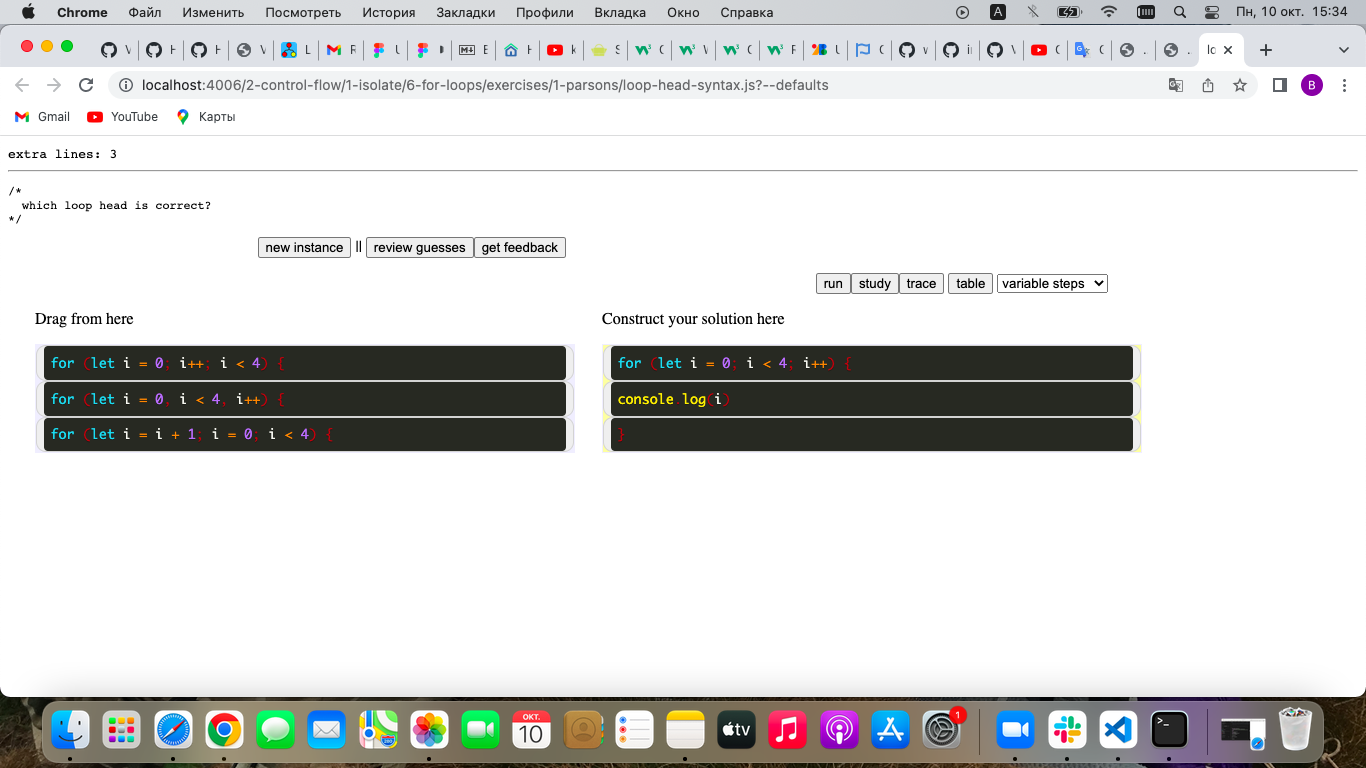 Chrome Файл Изменить Посмотреть История Закладки Профили Вкладка Окно Справка A Пн, 10 окт. 15:34
localhost:4006/2-control-flow/1-isolate/6-for-loops/exercises/1-parsons/loop-head-syntax.js?--defaults B
Gmail YouTube Карты
extra lines: 3
/*
which loop head is correct?
*/
new instance || review guesses get feedback
run study trace table variable steps
Drag from here
for (let i = 0; i++; i < 4) {
for (let i = 0, i < 4, i++) {
for (let i = i + 1; i = 0; i < 4) {
Construct your solution here
for (let i = 0; i < 4; i++) {
console.log(i)
}
ОКТ.
10
tv
1
>_